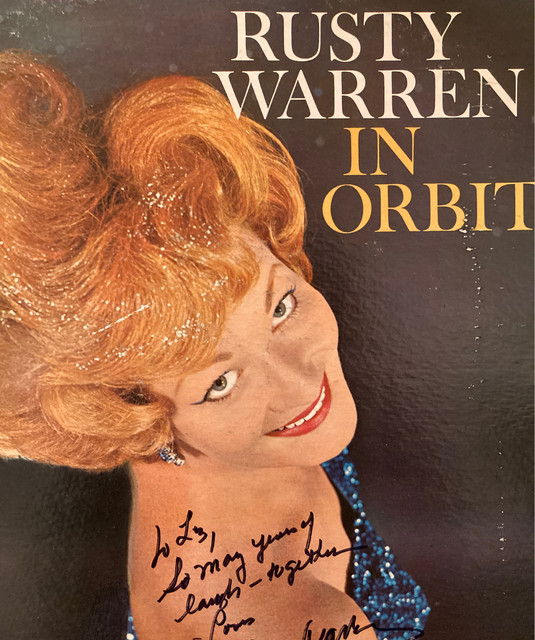 RUSTY
WARREN
IN
ORBIT
To Liz,
So many years of
laughs - together
Love